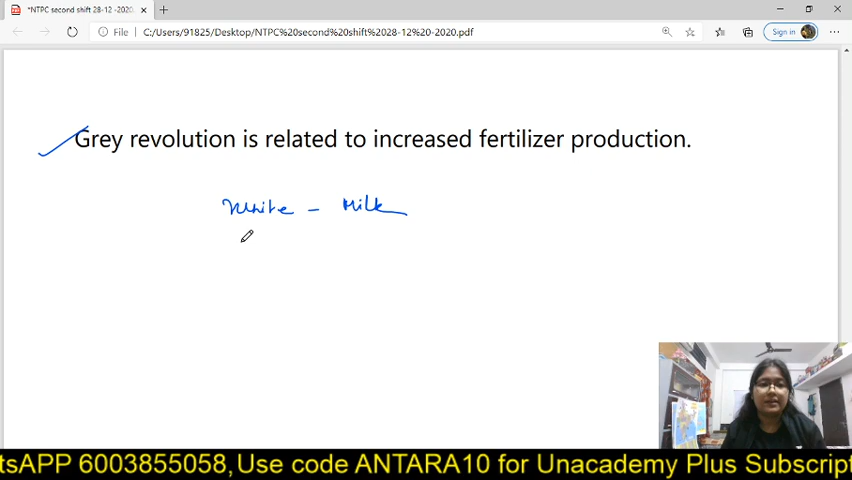 *NTPC second shift 28-12 -2020.
File
C:/Users/91825/Desktop/NTPC%20second%20shift%2028-12%20-2020.pdf
Sign in
Grey revolution is related to increased fertilizer production.
White - Milk
tsAPP 6003855058,Use code ANTARA10 for Unacademy Plus Subscript